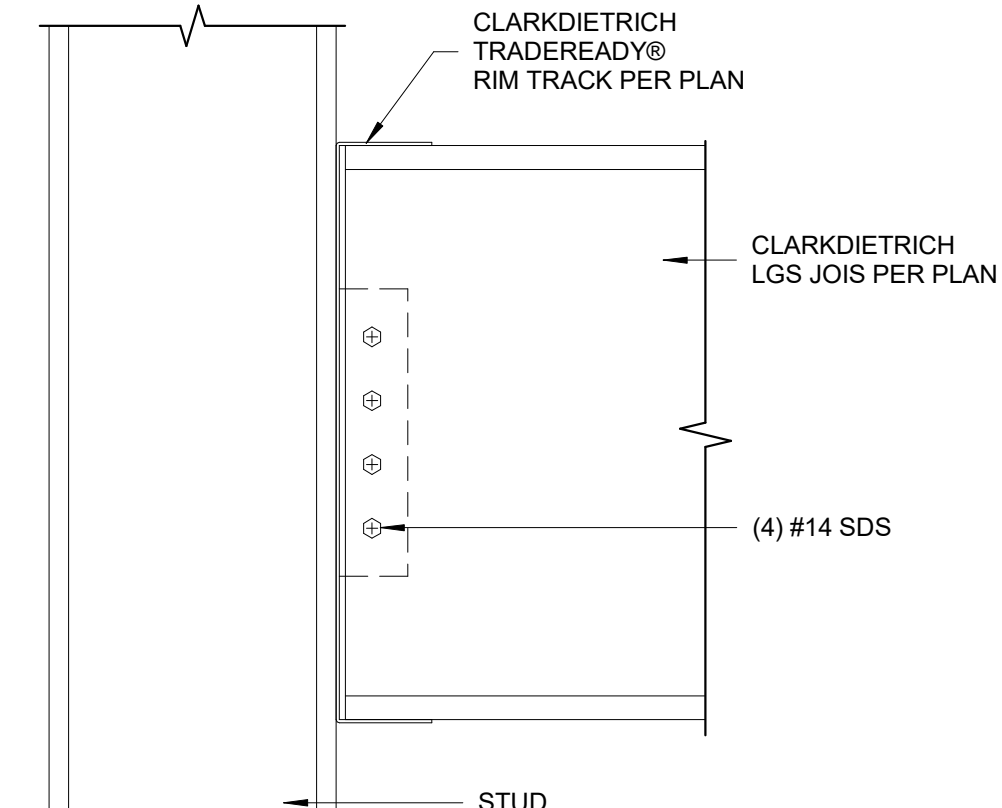 CLARKDIETRICH
TRADEREADY®
RIM TRACK PER PLAN
CLARKDIETRICH
LGS JOIS PER PLAN
(4) #14 SDS
STUD